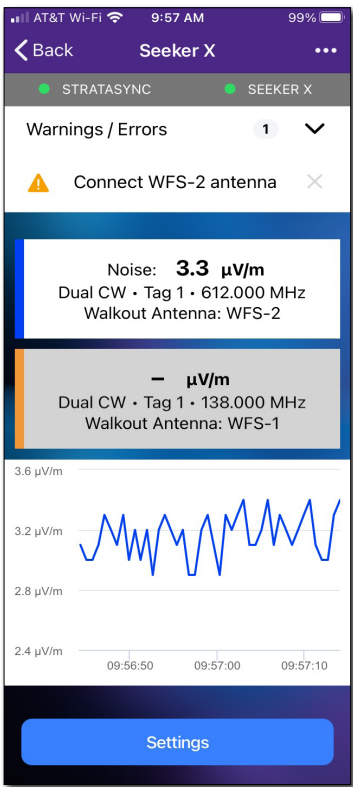 AT&T Wi-Fi 9:57 AM 99%
Back Seeker X
STRATASYNC SEEKER X
Warnings / Errors 1
Connect WFS-2 antenna
Noise: 3.3 µV/m
Dual CW • Tag 1 • 612.000 MHz
Walkout Antenna: WFS-2
– µV/m
Dual CW • Tag 1 • 138.000 MHz
Walkout Antenna: WFS-1
3.6 µV/m
3.2 µV/m
2.8 µV/m
2.4 µV/m
09:56:50 09:57:00 09:57:10
Settings